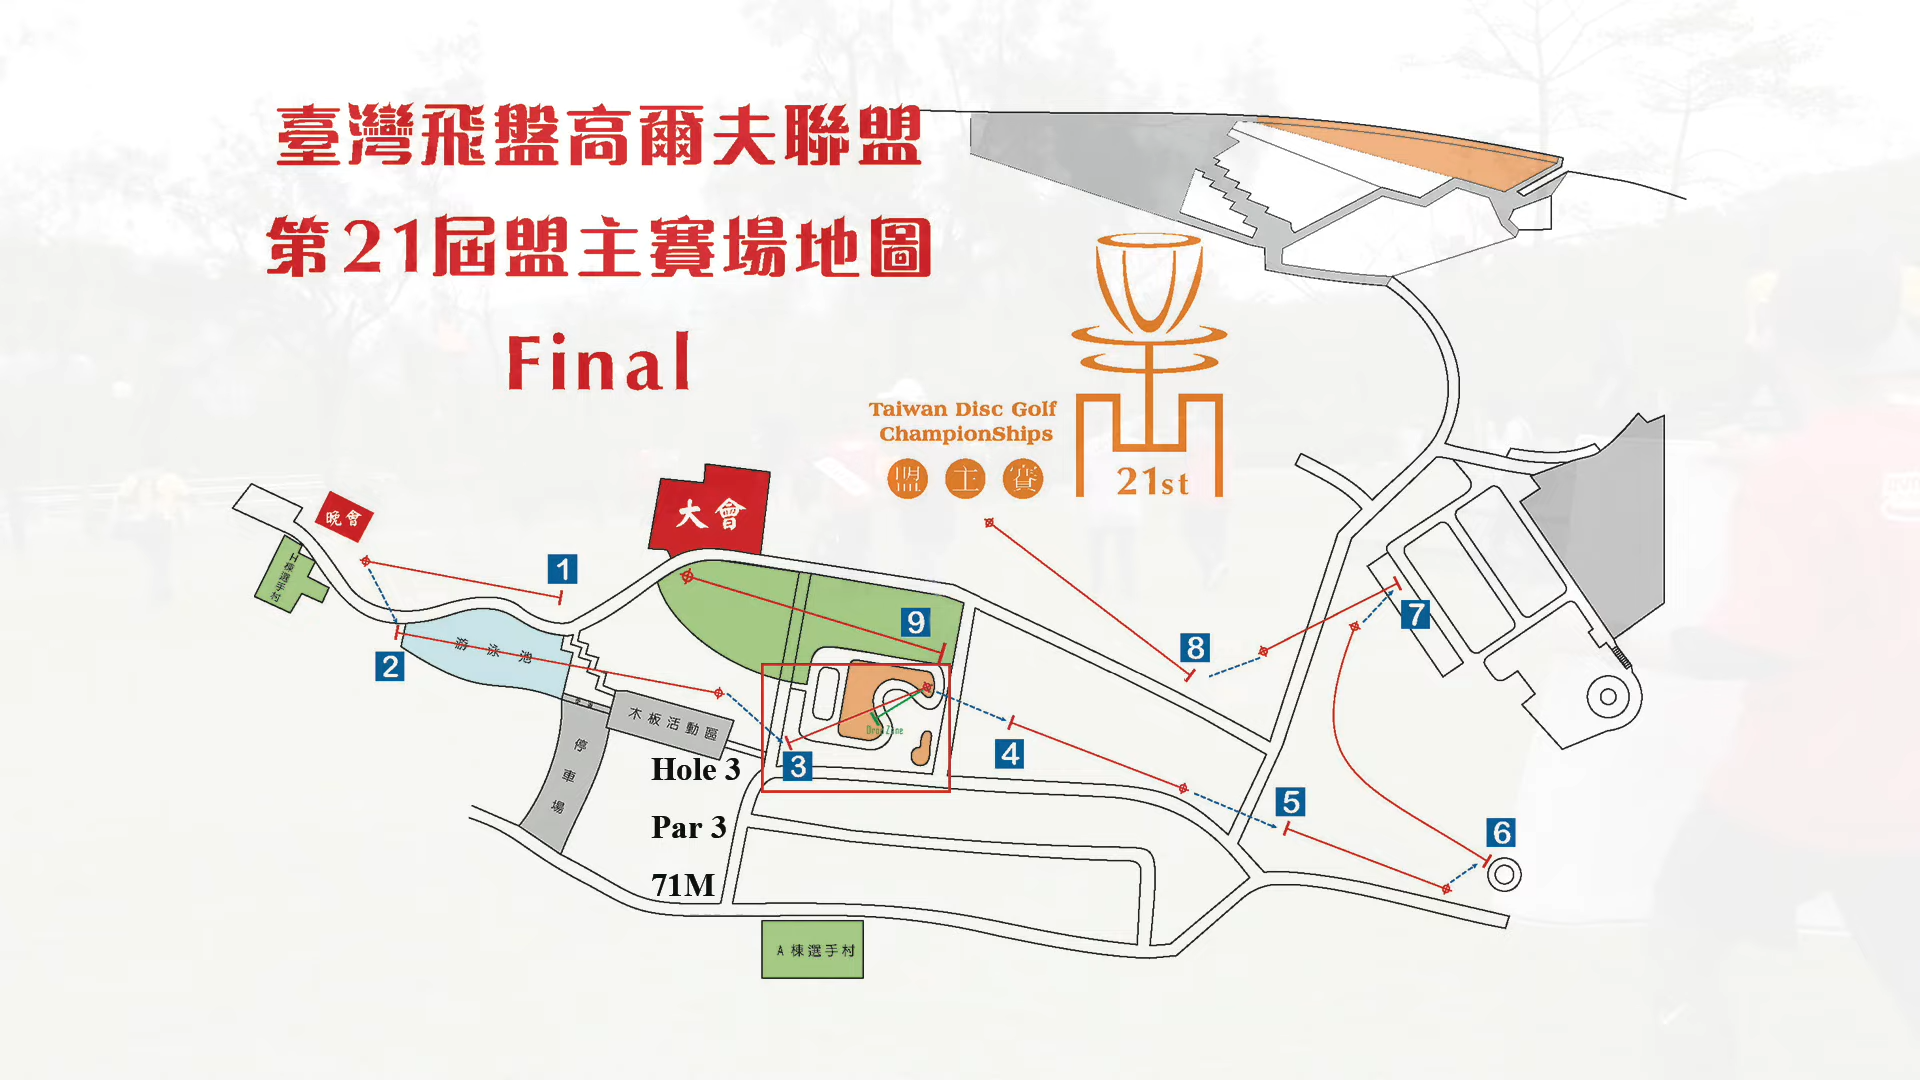 臺灣飛盤高爾夫聯盟
第21屆盟主賽場地圖
Final
Taiwan Disc Golf
ChampionShips
盟主賽
21st
晚會
大會
H棟選手村
1
9
8
7
2
游泳池
木板活動區
停車場
3
Drop Zone
4
5
6
Hole 3
Par 3
71M
A棟選手村